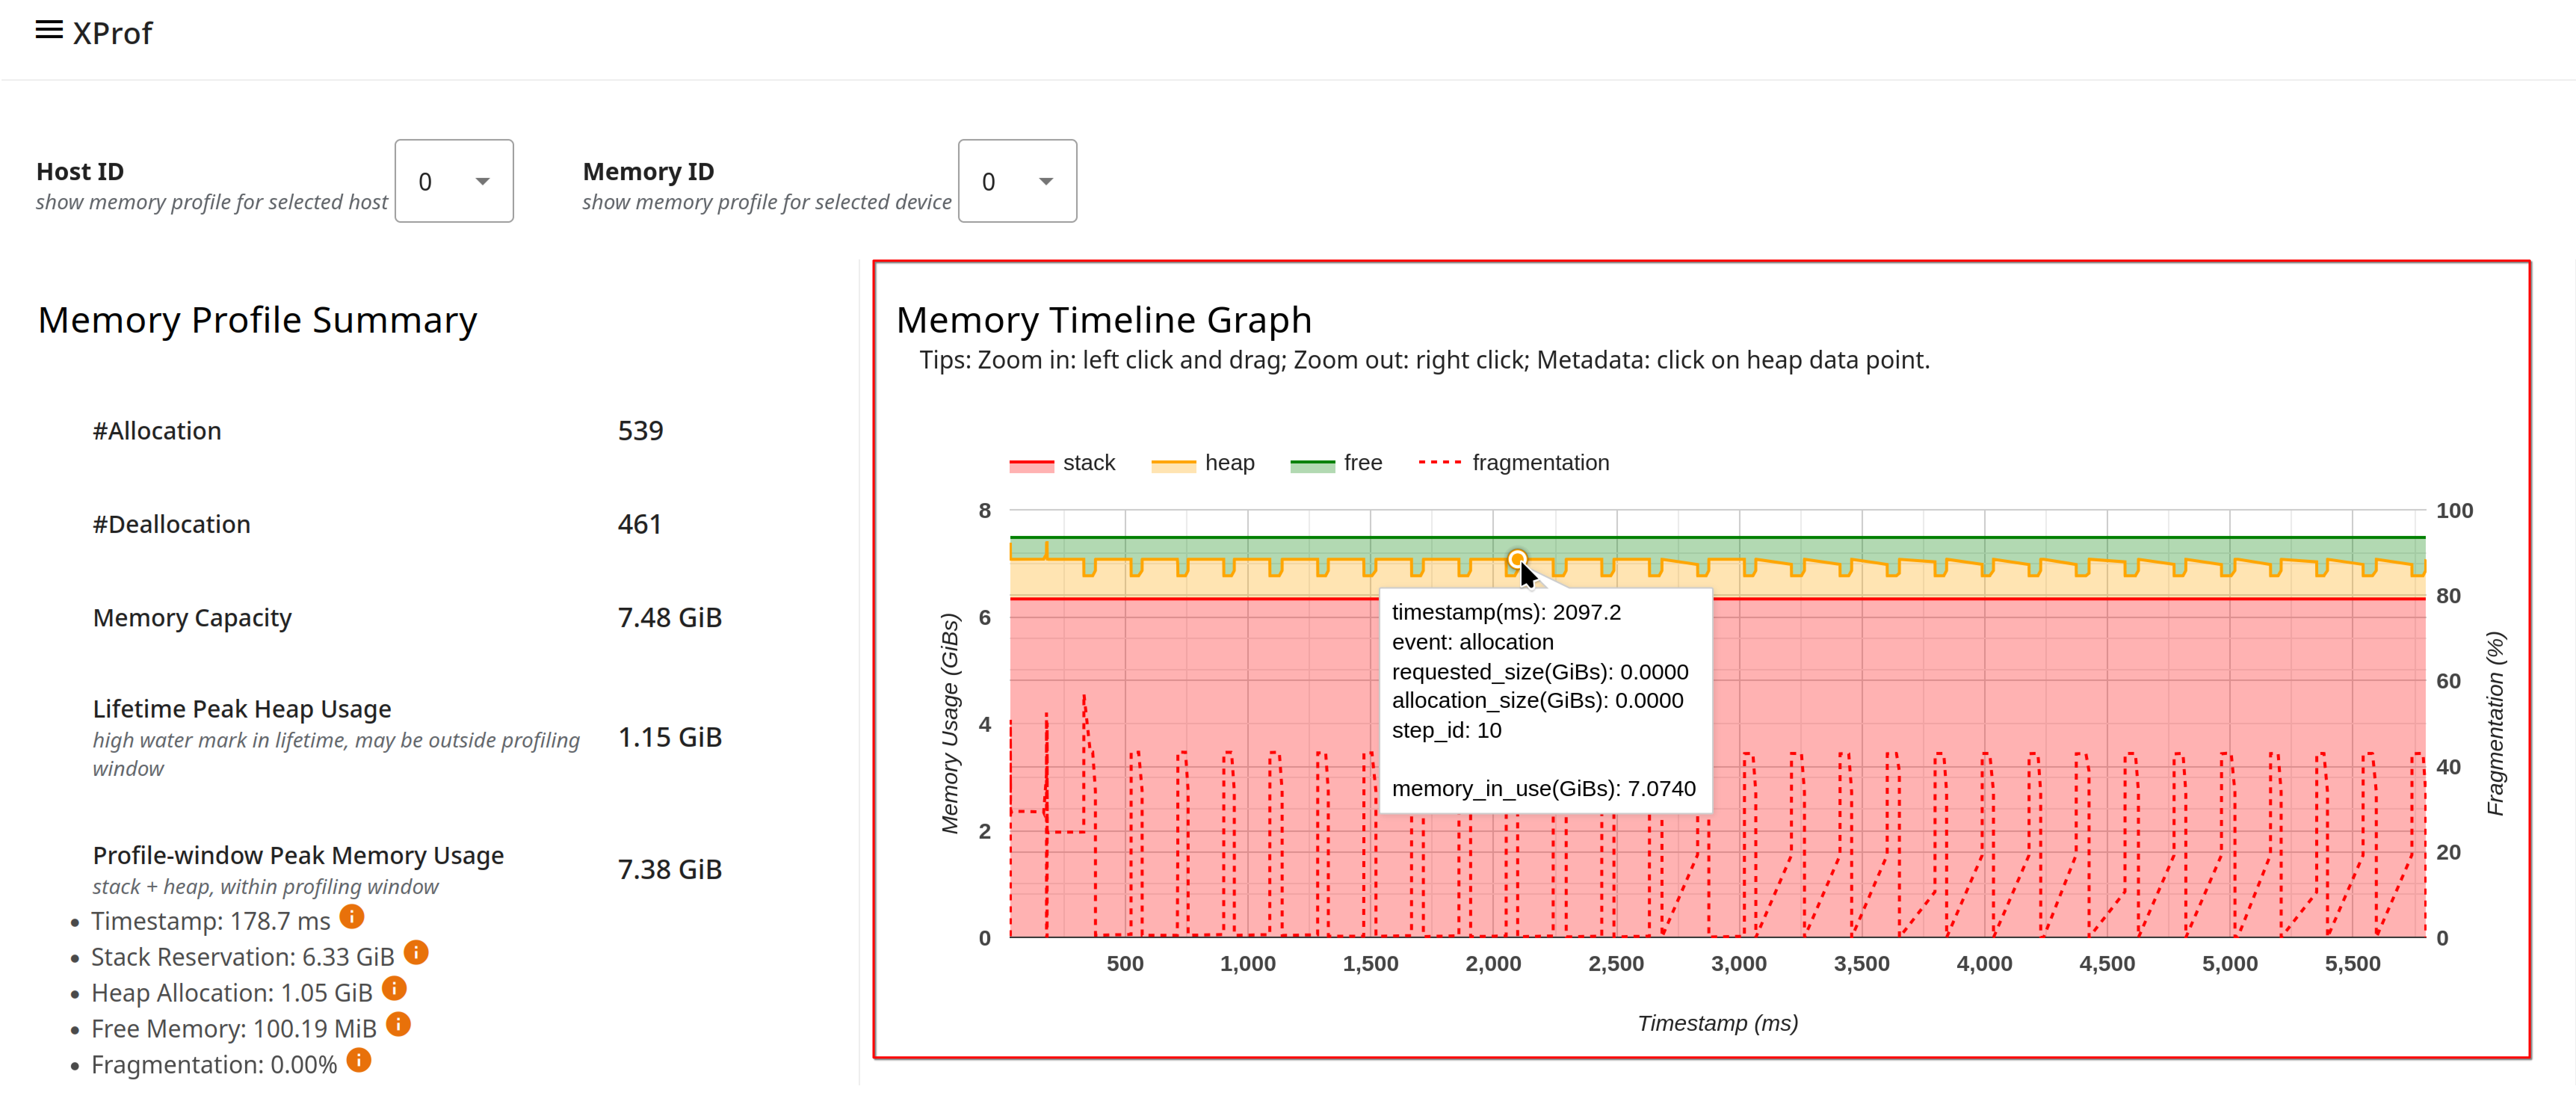 XProf
Host ID
show memory profile for selected host
0
Memory ID
show memory profile for selected device
0
Memory Profile Summary
#Allocation
539
#Deallocation
461
Memory Capacity
7.48 GiB
Lifetime Peak Heap Usage
high water mark in lifetime, may be outside profiling
window
1.15 GiB
Profile-window Peak Memory Usage
stack + heap, within profiling window
7.38 GiB
• Timestamp: 178.7 ms
• Stack Reservation: 6.33 GiB
• Heap Allocation: 1.05 GiB
• Free Memory: 100.19 MiB
• Fragmentation: 0.00%
Memory Timeline Graph
Tips: Zoom in: left click and drag; Zoom out: right click; Metadata: click on heap data point.
stack heap free fragmentation
Memory Usage (GiBs)
8
6
4
2
0
timestamp(ms): 2097.2
event: allocation
requested_size(GiBs): 0.0000
allocation_size(GiBs): 0.0000
step_id: 10
memory_in_use(GiBs): 7.0740
100
80
60
40
20
0
Fragmentation (%)
500 1,000 1,500 2,000 2,500 3,000 3,500 4,000 4,500 5,000 5,500
Timestamp (ms)